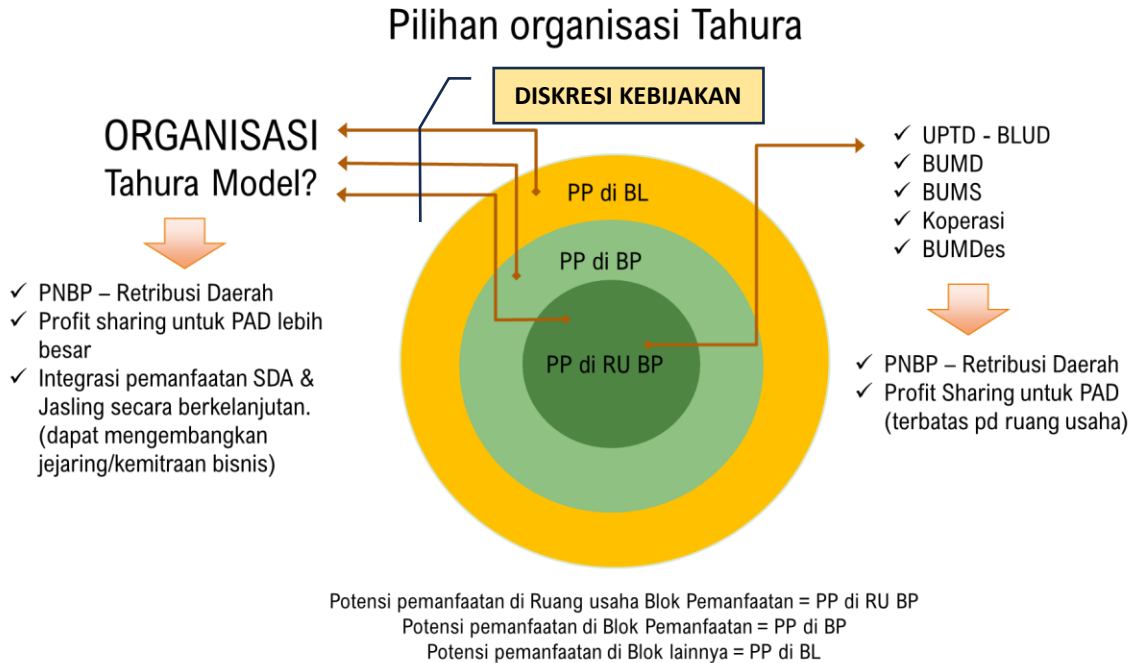 Pilihan organisasi Tahura
DISKRESI KEBIJAKAN
ORGANISASI
Tahura Model?
✓ PNBP – Retribusi Daerah
✓ Profit sharing untuk PAD lebih
besar
✓ Integrasi pemanfaatan SDA &
Jasling secara berkelanjutan.
(dapat mengembangkan
jejaring/kemitraan bisnis)
PP di BL
PP di BP
PP di RU BP
✓ UPTD - BLUD
✓ BUMD
✓ BUMS
✓ Koperasi
✓ BUMDes
✓ PNBP – Retribusi Daerah
✓ Profit Sharing untuk PAD
(terbatas pd ruang usaha)
Potensi pemanfaatan di Ruang usaha Blok Pemanfaatan = PP di RU BP
Potensi pemanfaatan di Blok Pemanfaatan = PP di BP
Potensi pemanfaatan di Blok lainnya = PP di BL